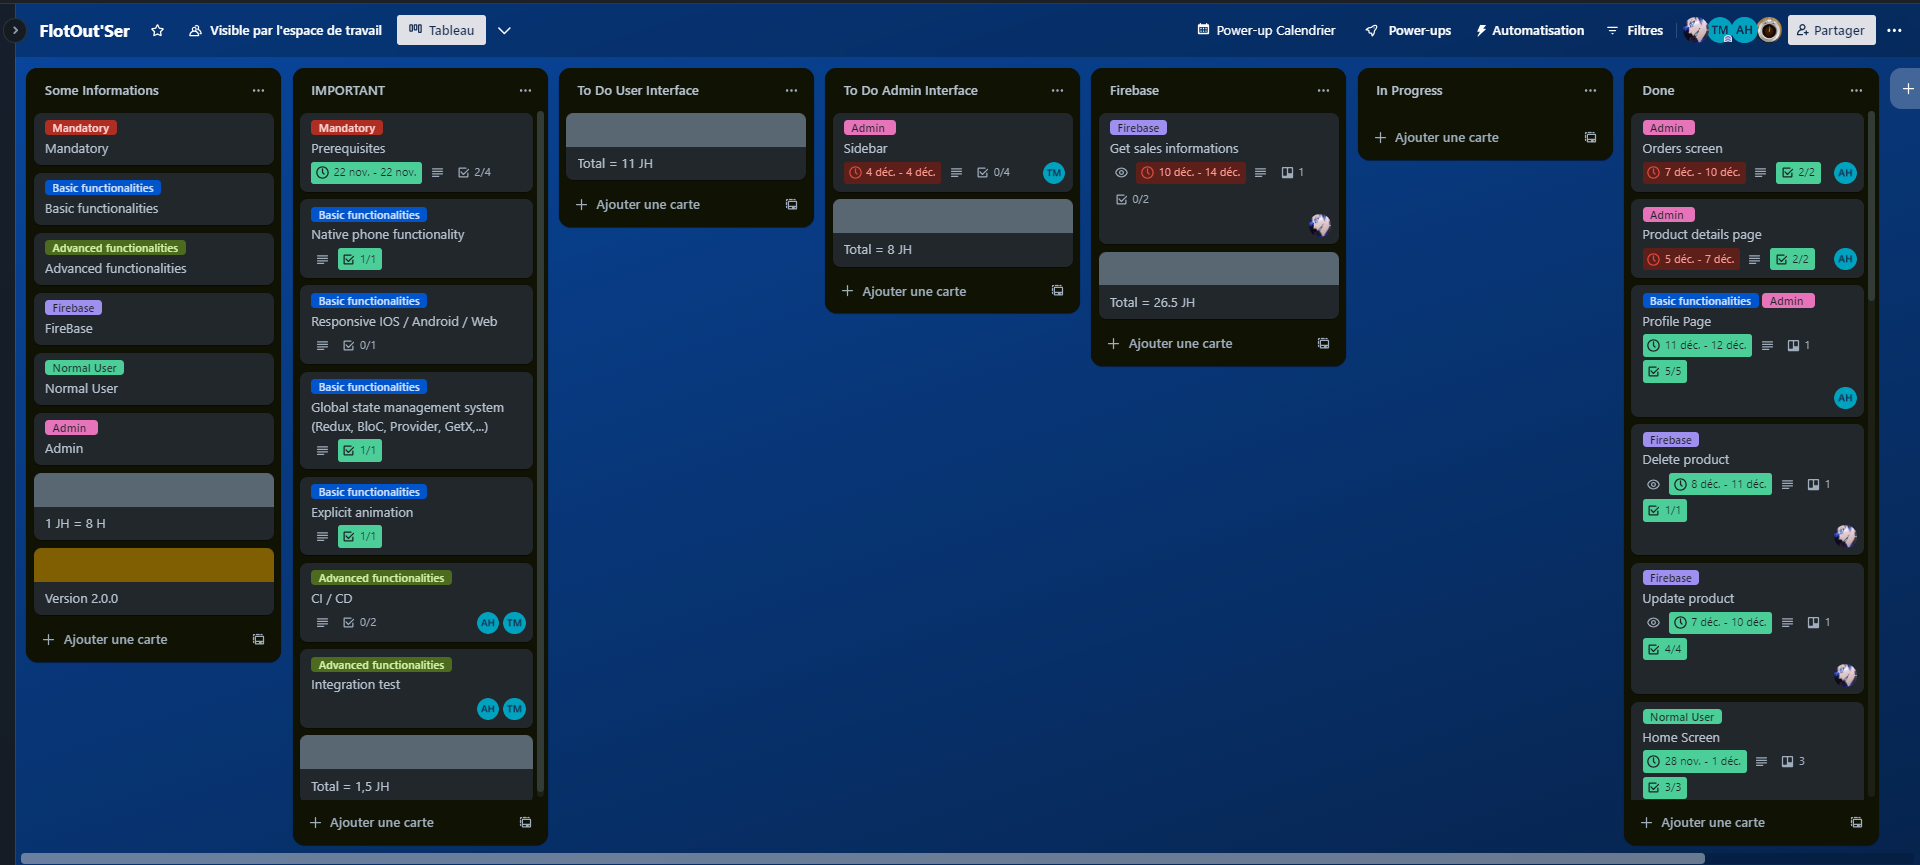 FlotOut'Ser
Visible par l'espace de travail
Tableau
Power-up Calendrier
Power-ups
Automatisation
Filtres
TM
AH
Partager
Some Informations
Mandatory
Mandatory
Basic functionalities
Basic functionalities
Advanced functionalities
Advanced functionalities
Firebase
FireBase
Normal User
Normal User
Admin
Admin
1 JH = 8 H
Version 2.0.0
Ajouter une carte
IMPORTANT
Mandatory
Prerequisites
22 nov. - 22 nov.
2/4
Basic functionalities
Native phone functionality
1/1
Basic functionalities
Responsive IOS / Android / Web
0/1
Basic functionalities
Global state management system
(Redux, BloC, Provider, GetX,...)
1/1
Basic functionalities
Explicit animation
1/1
Advanced functionalities
CI / CD
0/2
AH
TM
Advanced functionalities
Integration test
AH
TM
Total = 1,5 JH
Ajouter une carte
To Do User Interface
Total = 11 JH
Ajouter une carte
To Do Admin Interface
Admin
Sidebar
4 déc. - 4 déc.
0/4
TM
Total = 8 JH
Ajouter une carte
Firebase
Firebase
Get sales informations
10 déc. - 14 déc.
1
0/2
Total = 26.5 JH
Ajouter une carte
In Progress
Ajouter une carte
Done
Admin
Orders screen
7 déc. - 10 déc.
2/2
AH
Admin
Product details page
5 déc. - 7 déc.
2/2
AH
Basic functionalities
Admin
Profile Page
11 déc. - 12 déc.
1
5/5
AH
Firebase
Delete product
8 déc. - 11 déc.
1
1/1
Firebase
Update product
7 déc. - 10 déc.
1
4/4
Normal User
Home Screen
28 nov. - 1 déc.
3
3/3
Ajouter une carte